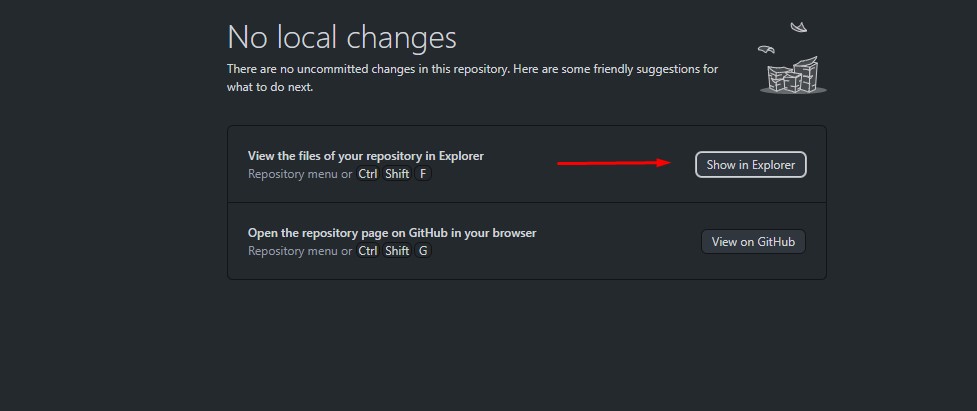 No local changes
There are no uncommitted changes in this repository. Here are some friendly suggestions for
what to do next.
View the files of your repository in Explorer
Repository menu or Ctrl Shift F
Show in Explorer
Open the repository page on GitHub in your browser
Repository menu or Ctrl Shift G
View on GitHub